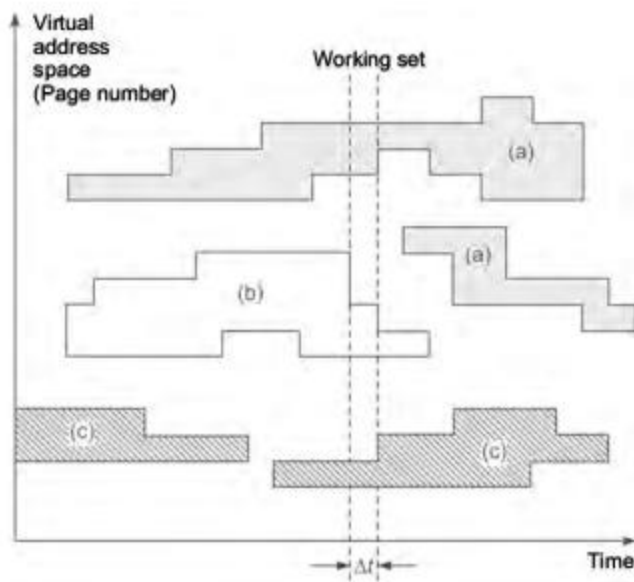 Virtual
address
space
(Page number)
Working set
(a)
(a)
(b)
(c)
(c)
Time
Δt